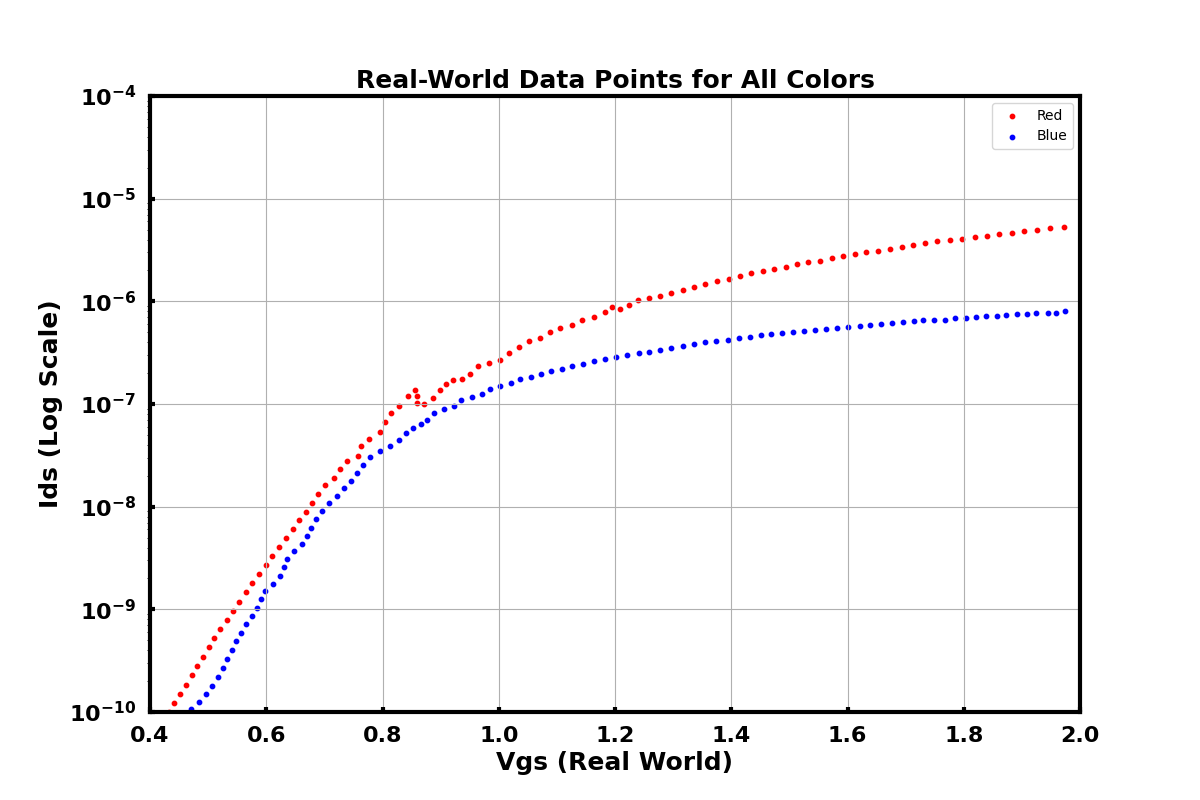 Real-World Data Points for All Colors
Red
Blue
Ids (Log Scale)
10⁻⁴
10⁻⁵
10⁻⁶
10⁻⁷
10⁻⁸
10⁻⁹
10⁻¹⁰
0.4 0.6 0.8 1.0 1.2 1.4 1.6 1.8 2.0
Vgs (Real World)